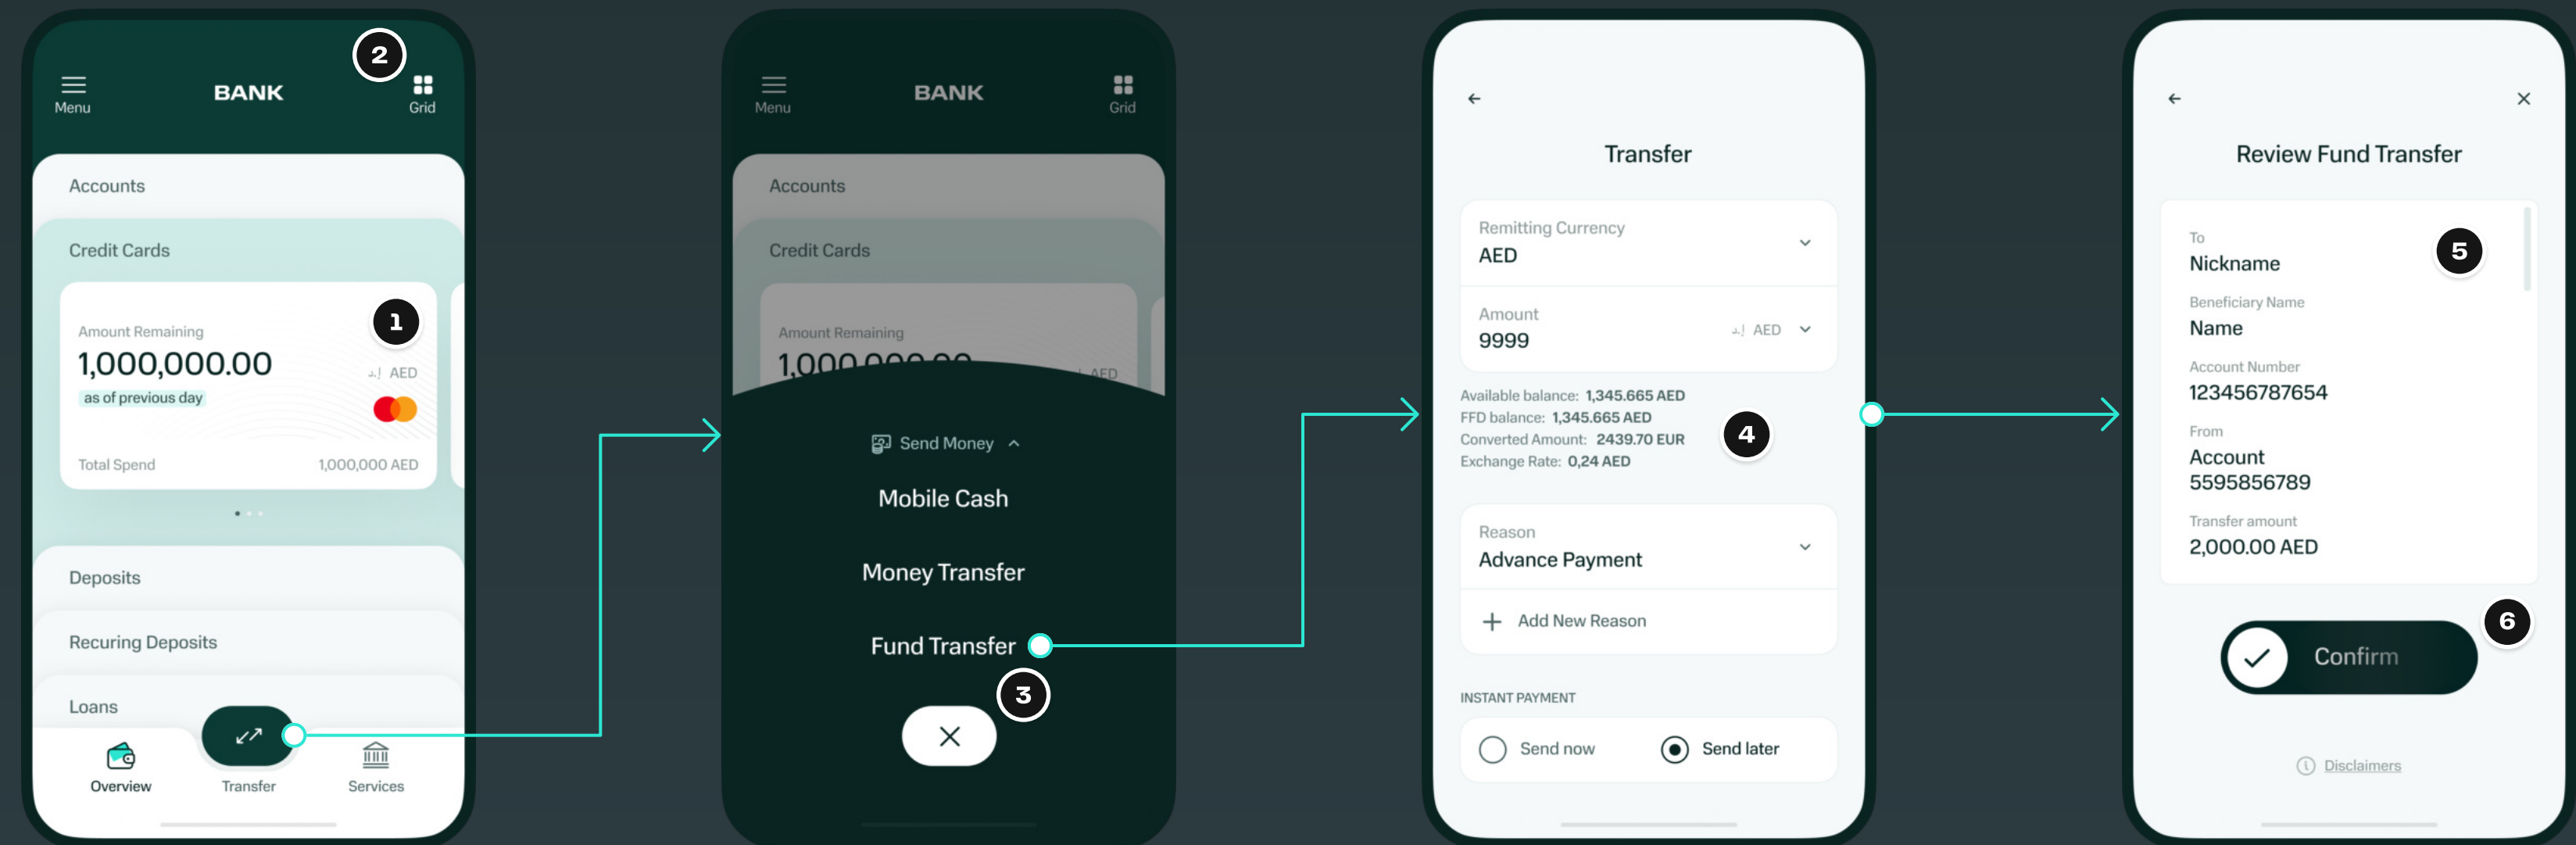 2
Menu
BANK
Grid
Accounts
Credit Cards
1
Amount Remaining
1,000,000.00
د.إ AED
as of previous day
Total Spend
1,000,000 AED
Deposits
Recuring Deposits
Loans
Overview
Transfer
Services
Menu
BANK
Grid
Accounts
Credit Cards
Amount Remaining
1,000,000.00
AED
Send Money
Mobile Cash
Money Transfer
Fund Transfer
3
Transfer
Remitting Currency
AED
Amount
9999
د.إ AED
Available balance: 1,345.665 AED
FFD balance: 1,345.665 AED
Converted Amount: 2439.70 EUR
Exchange Rate: 0,24 AED
4
Reason
Advance Payment
Add New Reason
INSTANT PAYMENT
Send now
Send later
Review Fund Transfer
To
Nickname
5
Beneficiary Name
Name
Account Number
123456787654
From
Account
5595856789
Transfer amount
2,000.00 AED
6
Confirm
Disclaimers